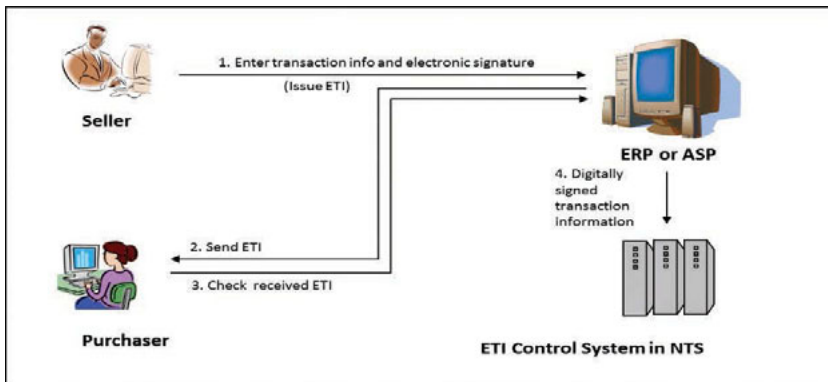 1. Enter transaction info and electronic signature
(Issue ETI)
Seller
ERP or ASP
4. Digitally
signed
transaction
information
2. Send ETI
3. Check received ETI
Purchaser
ETI Control System in NTS